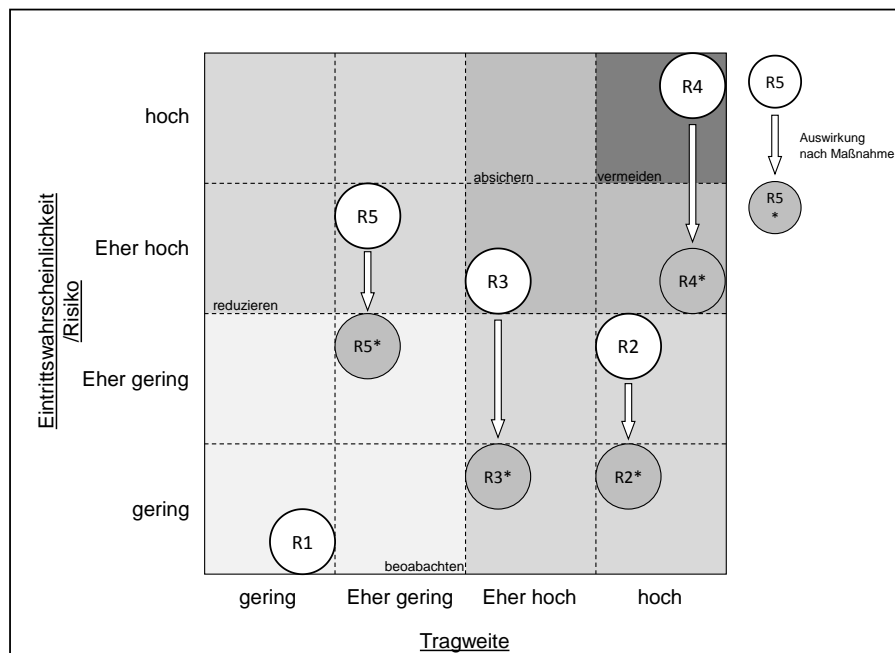 hoch
R4
R5
Auswirkung
nach Maßnahme
absichern
vermeiden
R5
*
R5
Eher hoch
R3
R4*
reduzieren
Eintrittswahrscheinlichkeit
/Risiko
R5*
R2
Eher gering
R3*
R2*
gering
R1
beoabachten
gering
Eher gering
Eher hoch
hoch
Tragweite